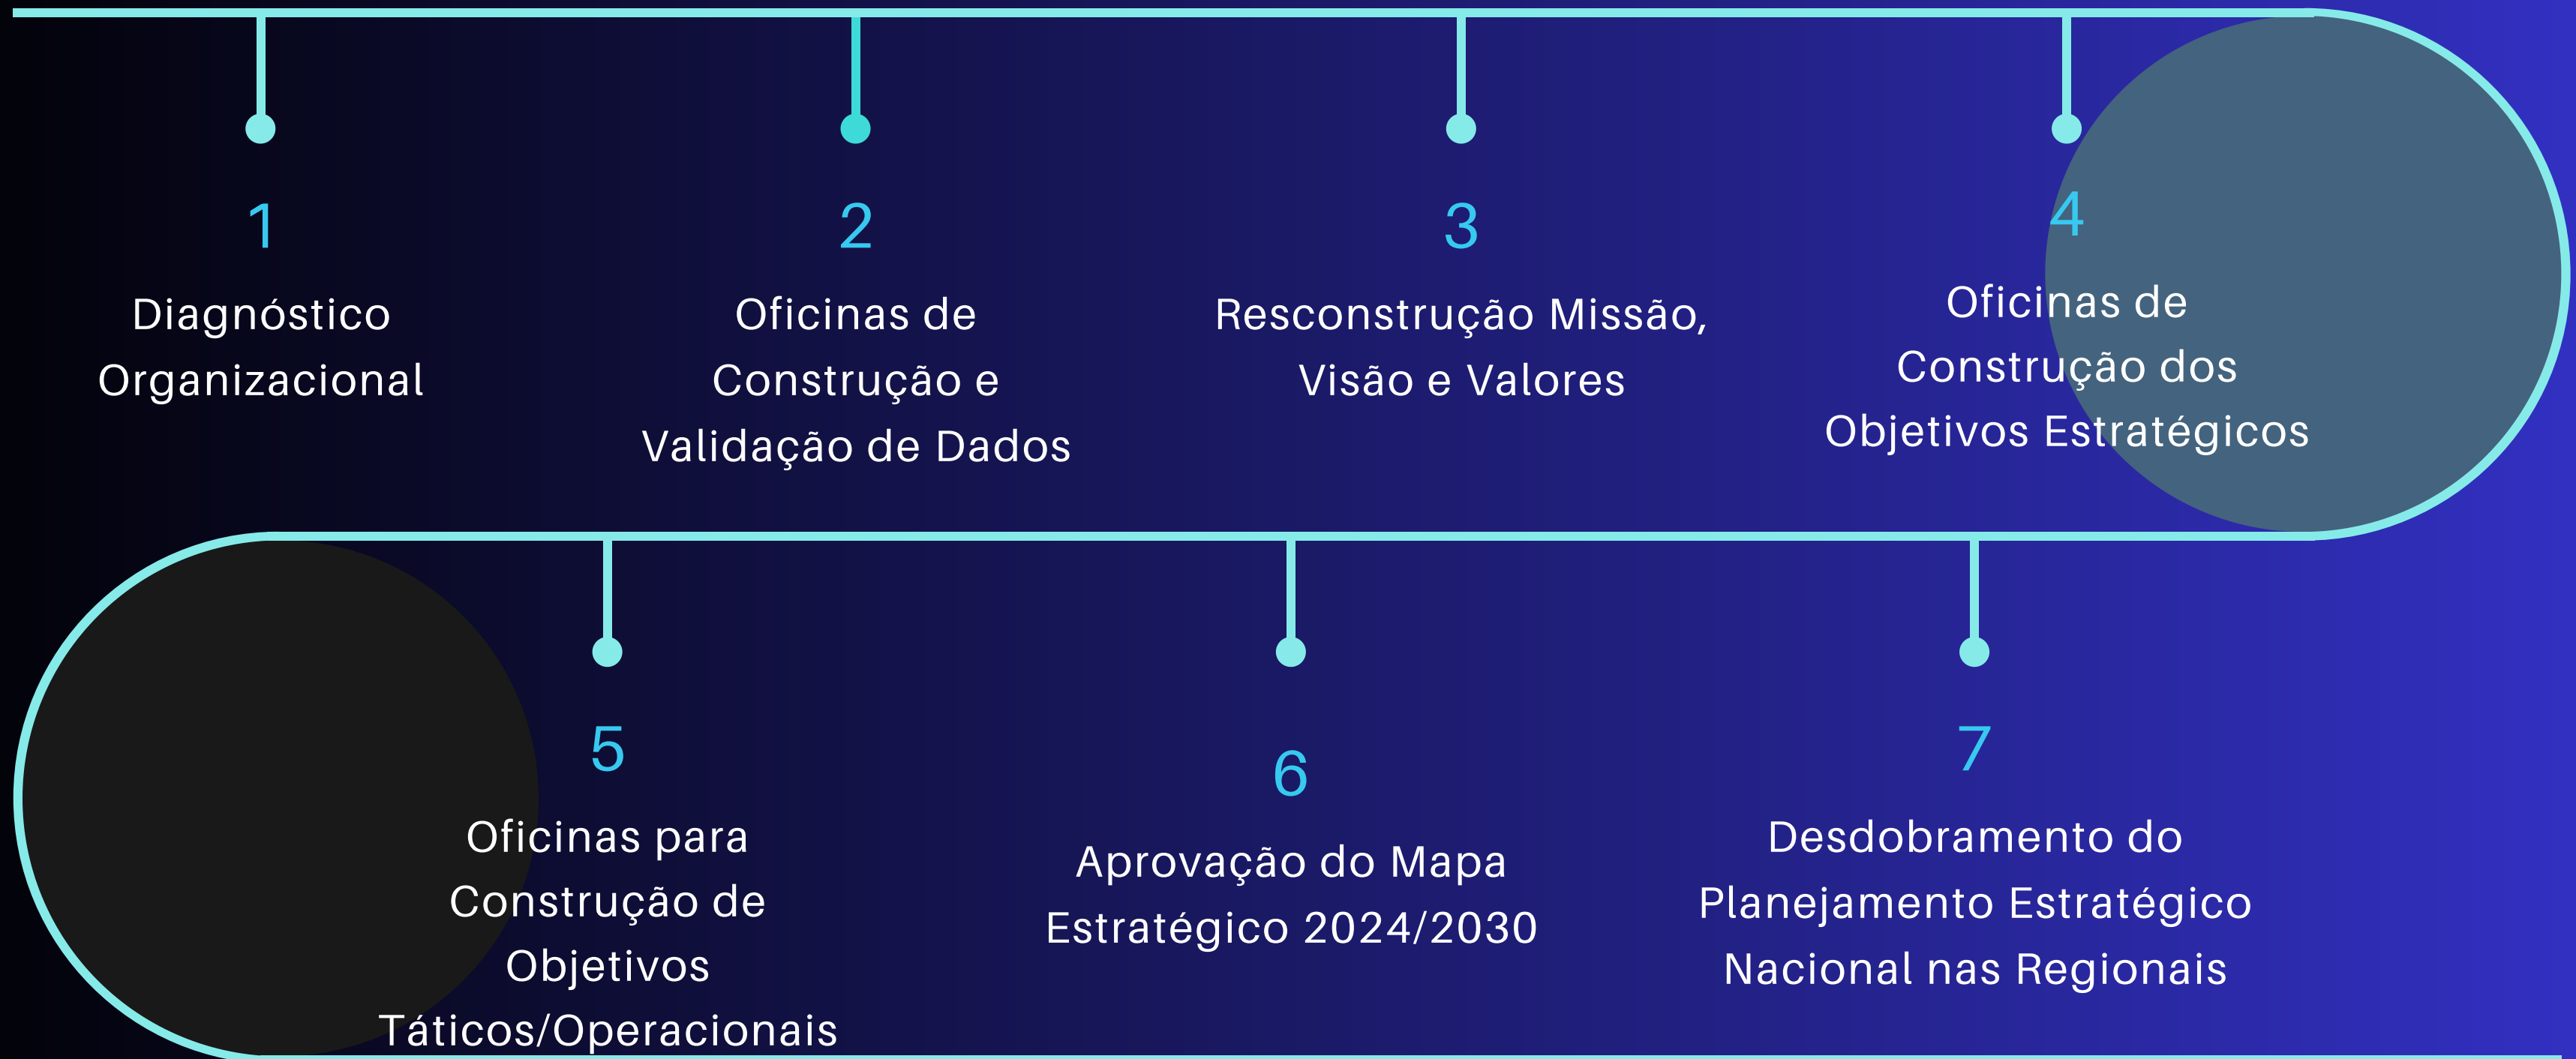 1
Diagnóstico
Organizacional
2
Oficinas de
Construção e
Validação de Dados
3
Resconstrução Missão,
Visão e Valores
4
Oficinas de
Construção dos
Objetivos Estratégicos
5
Oficinas para
Construção de
Objetivos
Táticos/Operacionais
6
Aprovação do Mapa
Estratégico 2024/2030
7
Desdobramento do
Planejamento Estratégico
Nacional nas Regionais